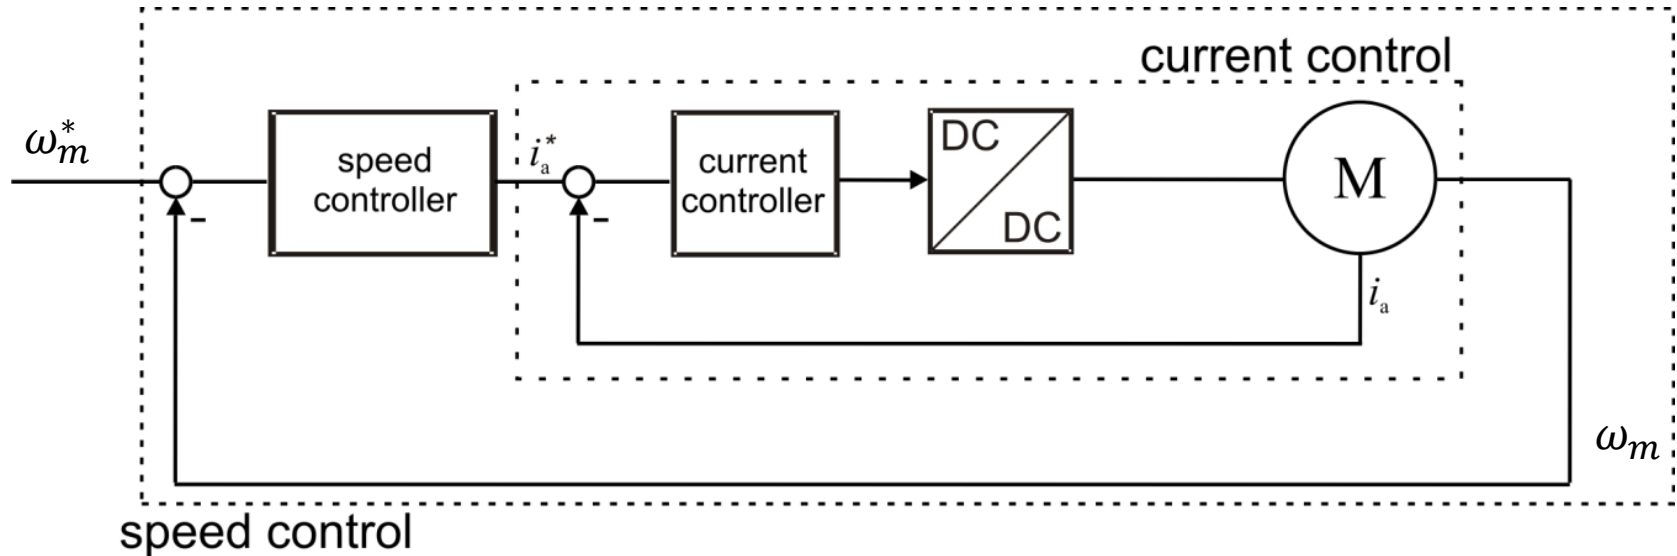 current control
ω*m
speed
controller
i*a
-
current
controller
-
DC
DC
M
ia
ωm
speed control